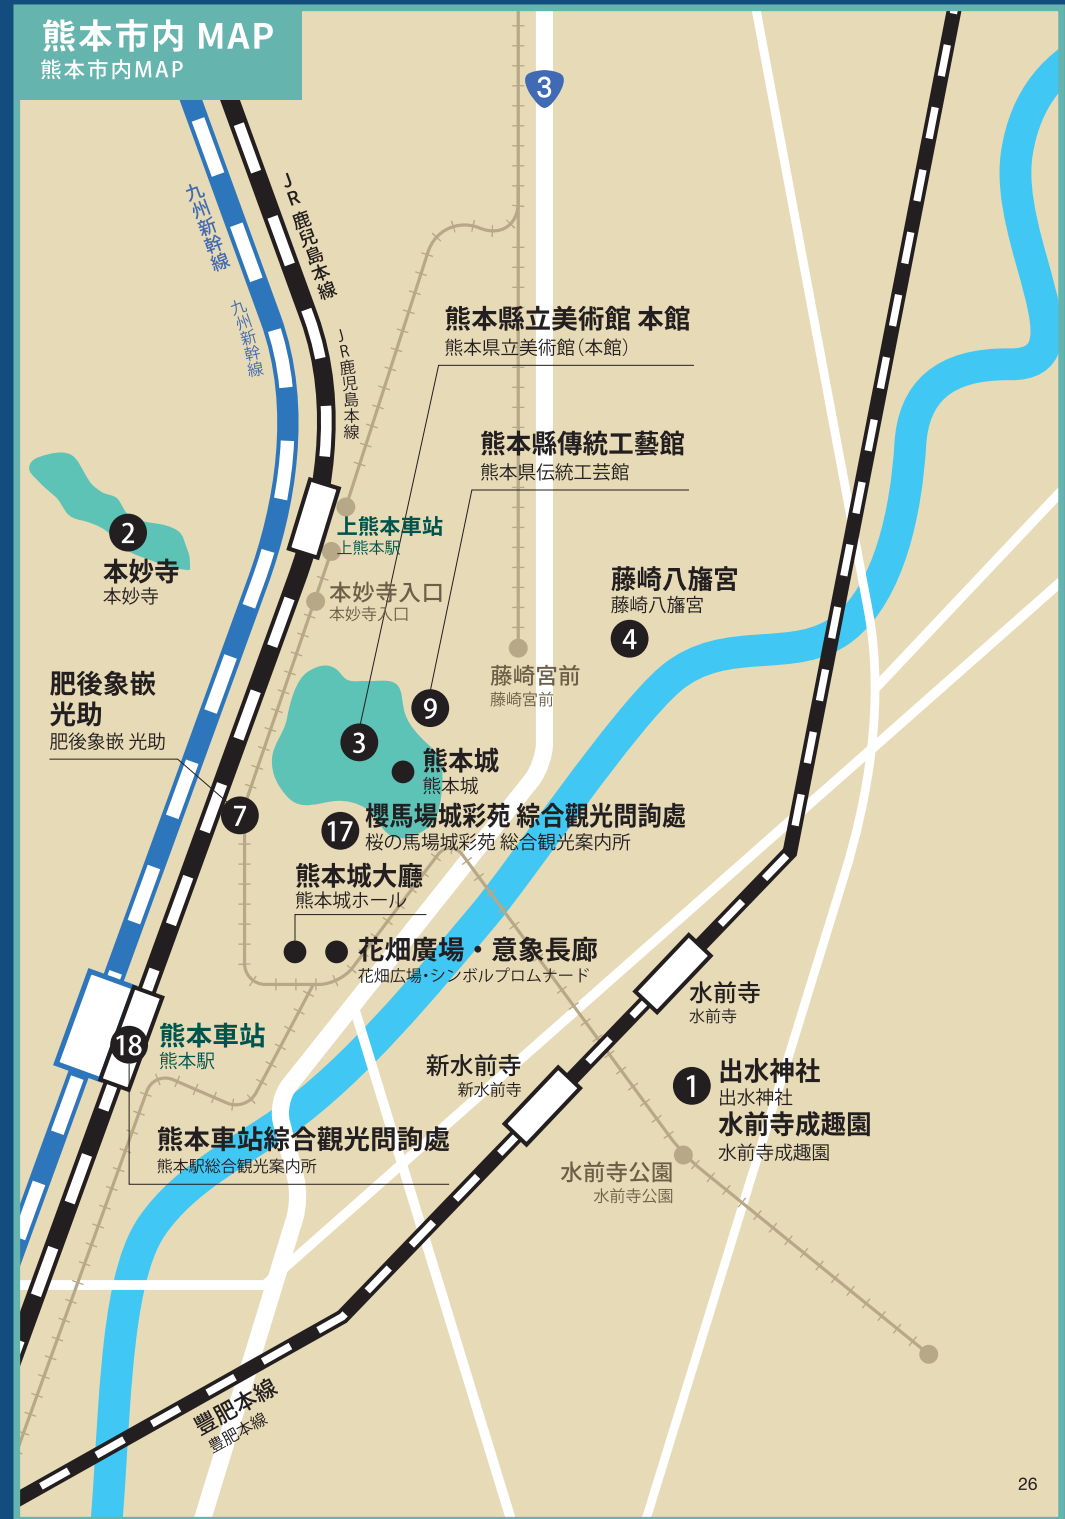 熊本市内 MAP
熊本市内MAP
3
九州新幹線
九州新幹線
JR 鹿兒島本線
JR鹿児島本線
熊本縣立美術館 本館
熊本県立美術館（本館）
熊本縣傳統工藝館
熊本県伝統工芸館
2
本妙寺
本妙寺
上熊本車站
上熊本駅
本妙寺入口
本妙寺入口
藤崎八旛宮
藤崎八旛宮
4
藤崎宮前
藤崎宮前
肥後象嵌
光助
肥後象嵌 光助
9
3
熊本城
熊本城
7
17
櫻馬場城彩苑 綜合觀光問詢處
桜の馬場城彩苑 総合観光案内所
熊本城大廳
熊本城ホール
花畑廣場・意象長廊
花畑広場・シンボルプロムナード
水前寺
水前寺
18
熊本車站
熊本駅
新水前寺
新水前寺
1
出水神社
出水神社
水前寺成趣園
水前寺成趣園
熊本車站綜合觀光問詢處
熊本駅総合観光案内所
水前寺公園
水前寺公園
豐肥本線
豊肥本線
26